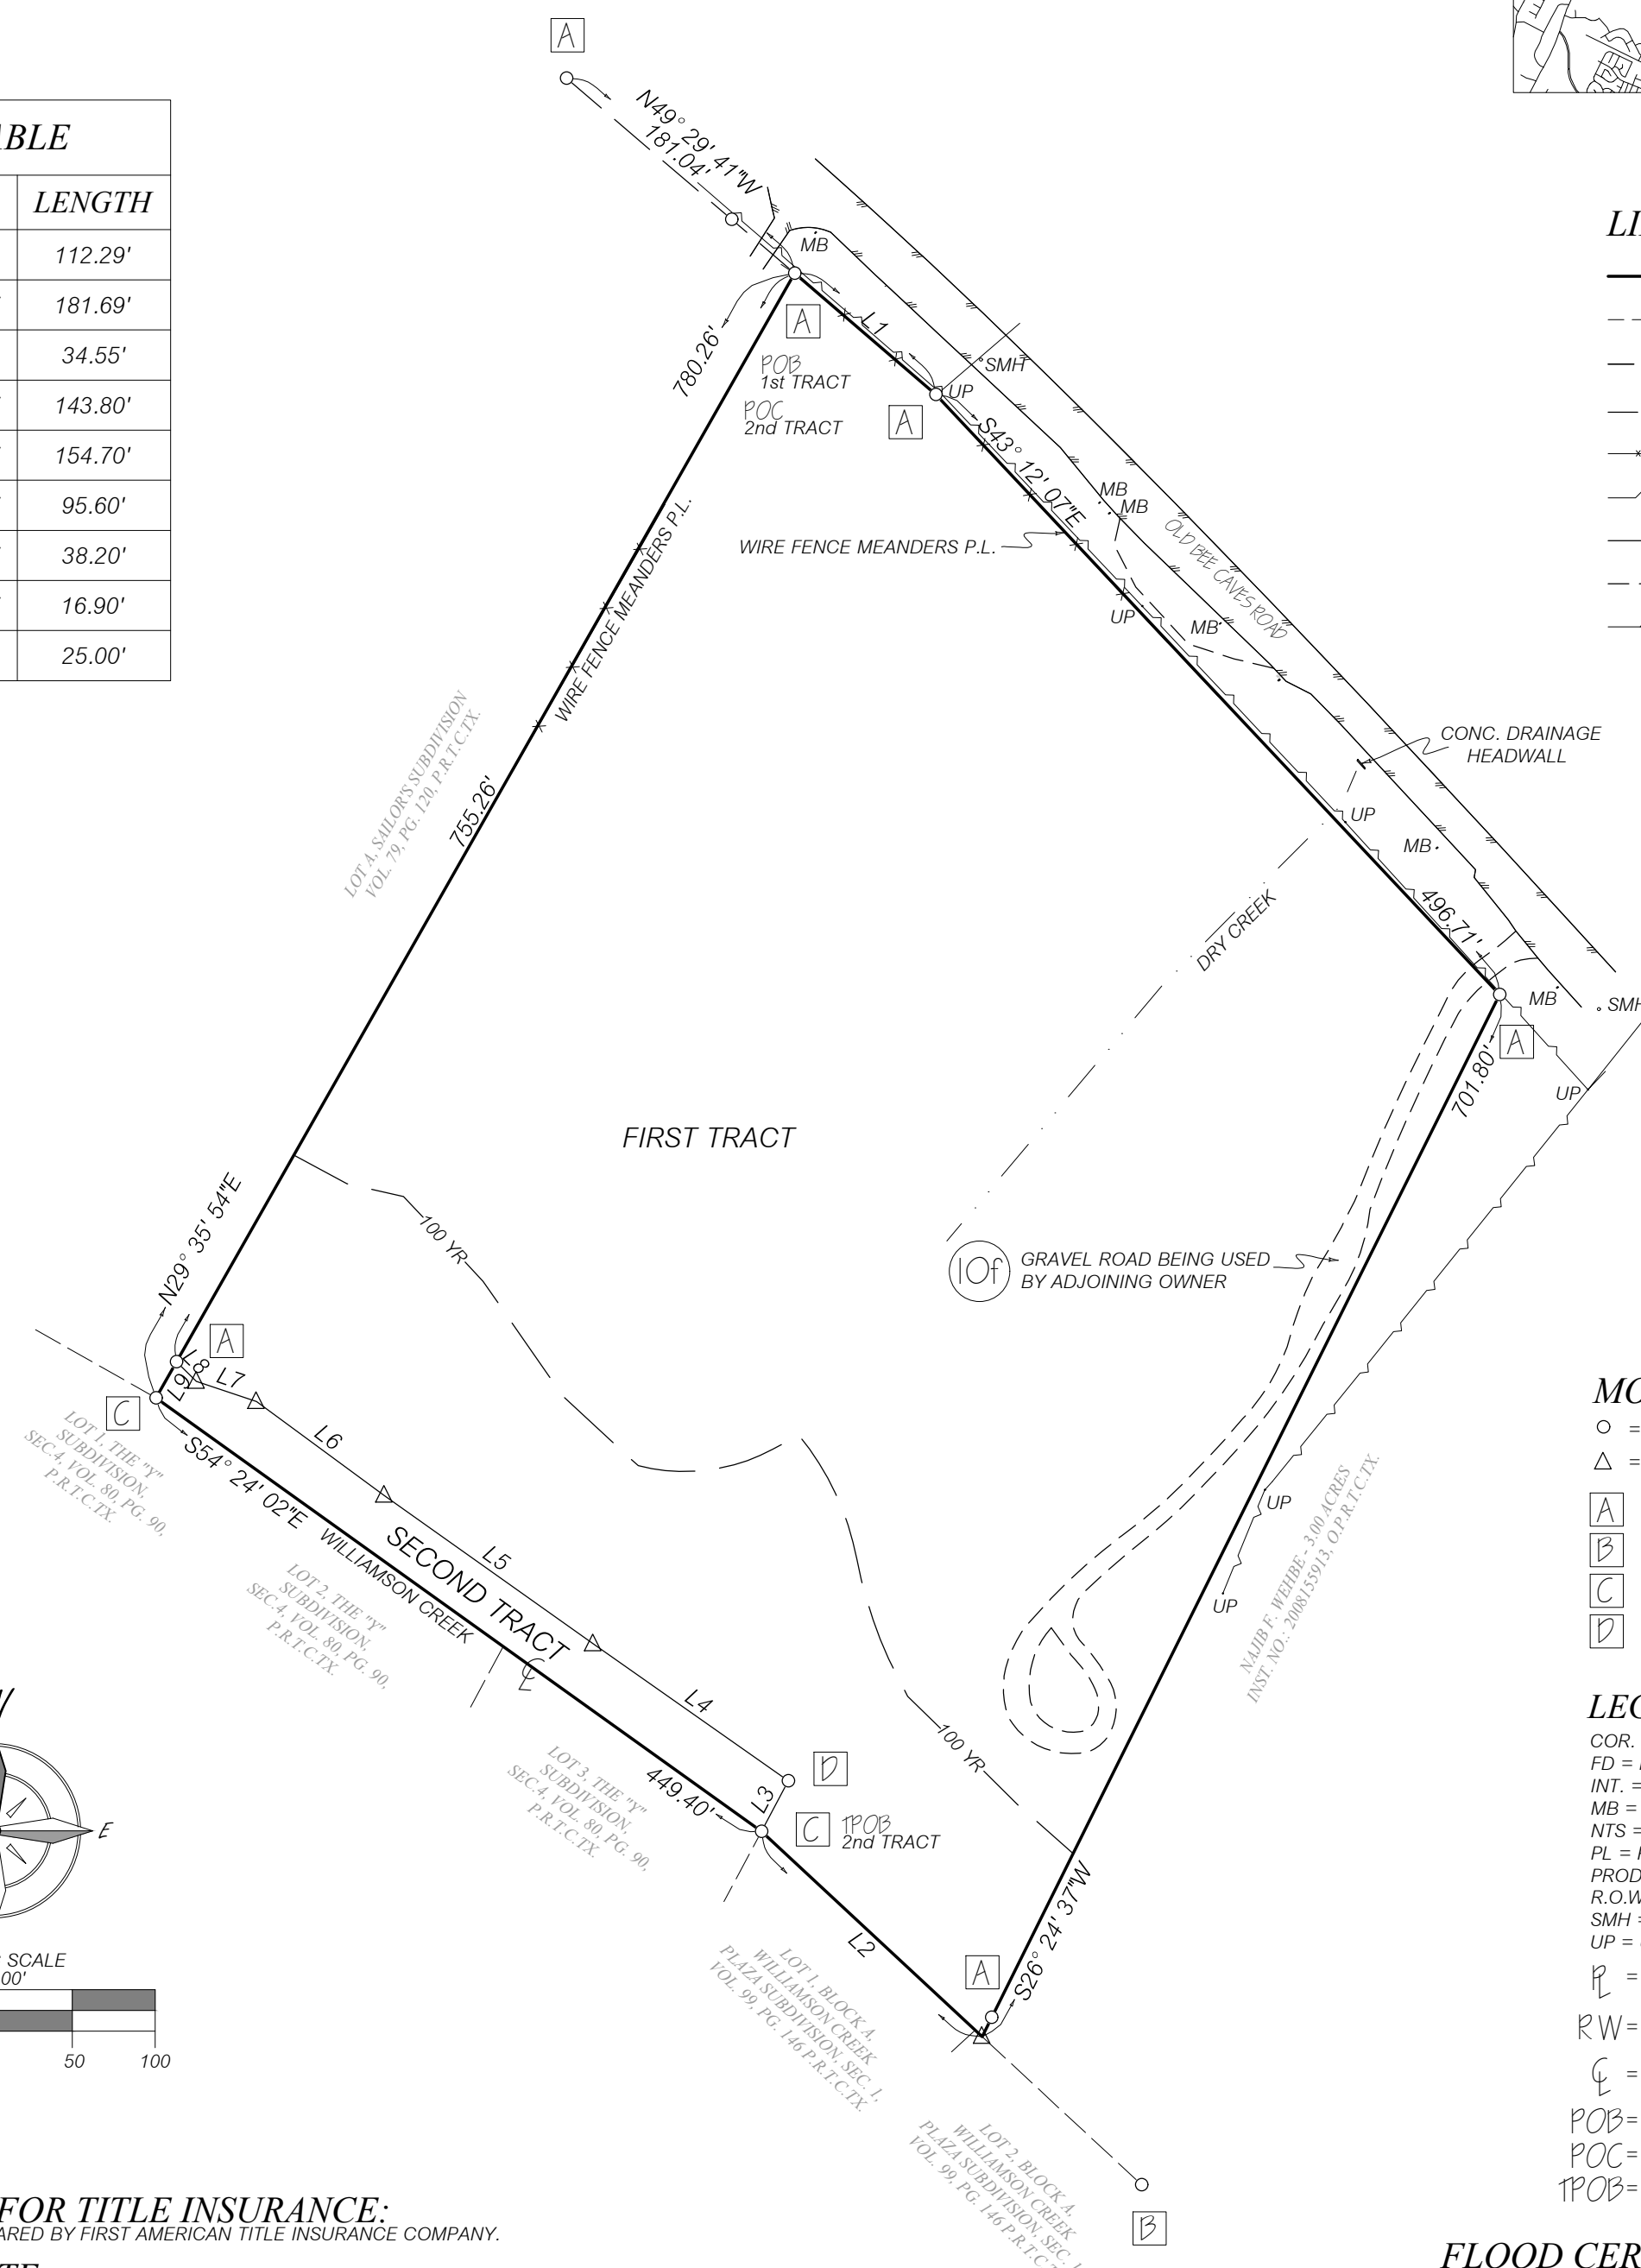 A
N49° 29' 41"W
181.04'
ABLE
LENGTH
112.29'
181.69'
34.55'
143.80'
154.70'
95.60'
38.20'
16.90'
25.00'
MB
A
L1
780.26'
POB
1st TRACT
POC
2nd TRACT
A
SMH
UP
S43° 12' 07"E
MB
MB
OLD BEE CAVES ROAD
WIRE FENCE MEANDERS P.L.
WIRE FENCE MEANDERS P.L.
UP
MB
LOT A, SAILOR'S SUBDIVISION
VOL. 79, PG. 120, P.R.T.C.TX.
755.26'
CONC. DRAINAGE
HEADWALL
UP
MB
496.71'
DRY CREEK
MB
SMH
A
701.80'
UP
FIRST TRACT
N29° 35' 54"E
100 YR
10f
GRAVEL ROAD BEING USED
BY ADJOINING OWNER
A
L8
L9
L7
C
L6
S54° 24' 02"E
LOT 1, THE "Y"
SUBDIVISION,
SEC.4, VOL. 80, PG. 90,
P.R.T.C.TX.
WILLIAMSON CREEK
SECOND TRACT
L5
LOT 2, THE "Y"
SUBDIVISION,
SEC.4, VOL. 80, PG. 90,
P.R.T.C.TX.
CL
L4
UP
UP
NAJIB F. WEHBE - 3.00 ACRES
INST. NO.: 2008155913, O.P.R.T.C.TX.
100 YR
LOT 3, THE "Y"
SUBDIVISION,
SEC.4, VOL. 80, PG. 90,
P.R.T.C.TX.
449.40'
L3
D
C
TPOB
2nd TRACT
L2
S26° 24' 37"W
A
LOT 1, BLOCK A,
WILLIAMSON CREEK
PLAZA SUBDIVISION, SEC. 1,
VOL. 99, PG. 146 P.R.T.C.TX.
LOT 2, BLOCK A,
WILLIAMSON CREEK
PLAZA SUBDIVISION, SEC. 1,
VOL. 99, PG. 146 P.R.T.C.
B
E
SCALE
00'
50 100
FOR TITLE INSURANCE:
ARED BY FIRST AMERICAN TITLE INSURANCE COMPANY.
LI
MO
=
=
A
B
C
D
LEG
COR.
FD =
INT. =
MB =
NTS =
PL =
PROD
R.O.W
SMH =
UP =
PL =
RW=
CL =
POB=
POC=
TPOB=
FLOOD CER